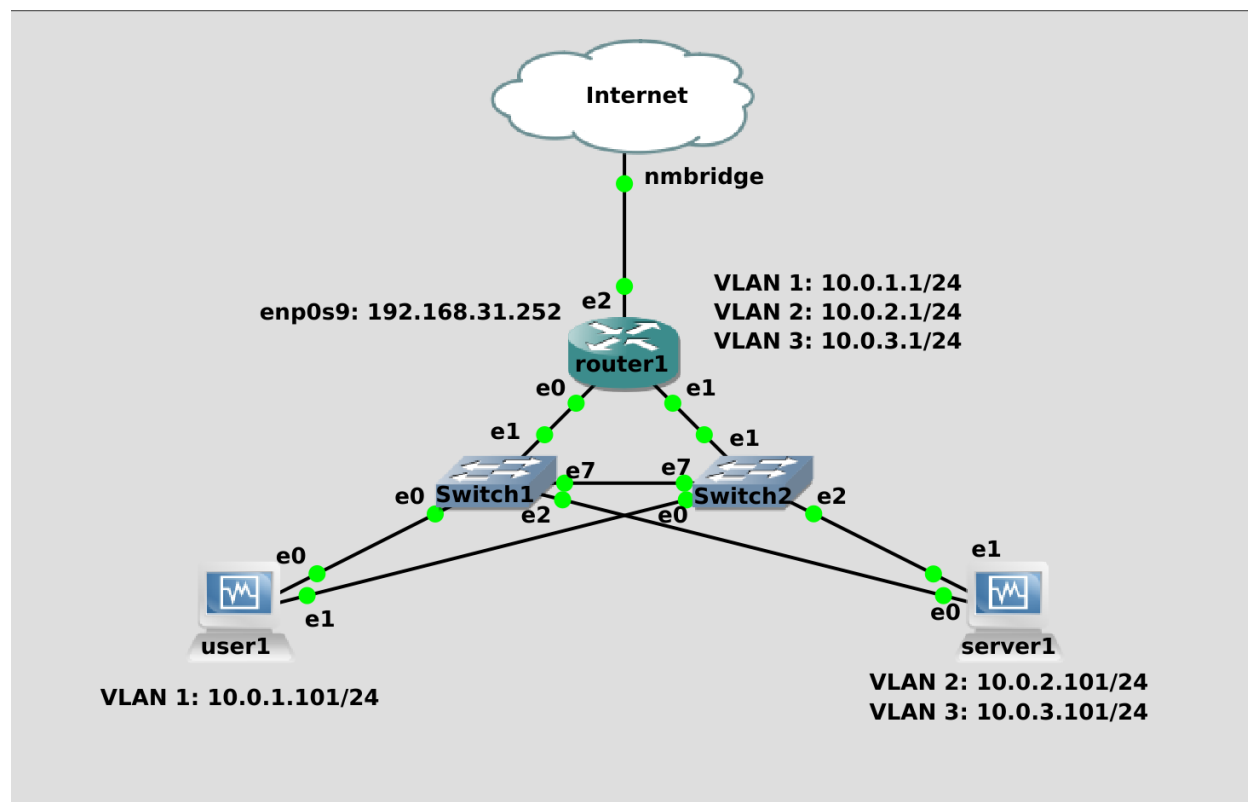 Internet
nmbridge
VLAN 1: 10.0.1.1/24
e2
enp0s9: 192.168.31.252
VLAN 2: 10.0.2.1/24
VLAN 3: 10.0.3.1/24
router1
e0
e1
e1
e1
e7
e7
e0
Switch1
Switch2
e2
e2
e0
e0
e1
e1
e0
user1
server1
VLAN 1: 10.0.1.101/24
VLAN 2: 10.0.2.101/24
VLAN 3: 10.0.3.101/24